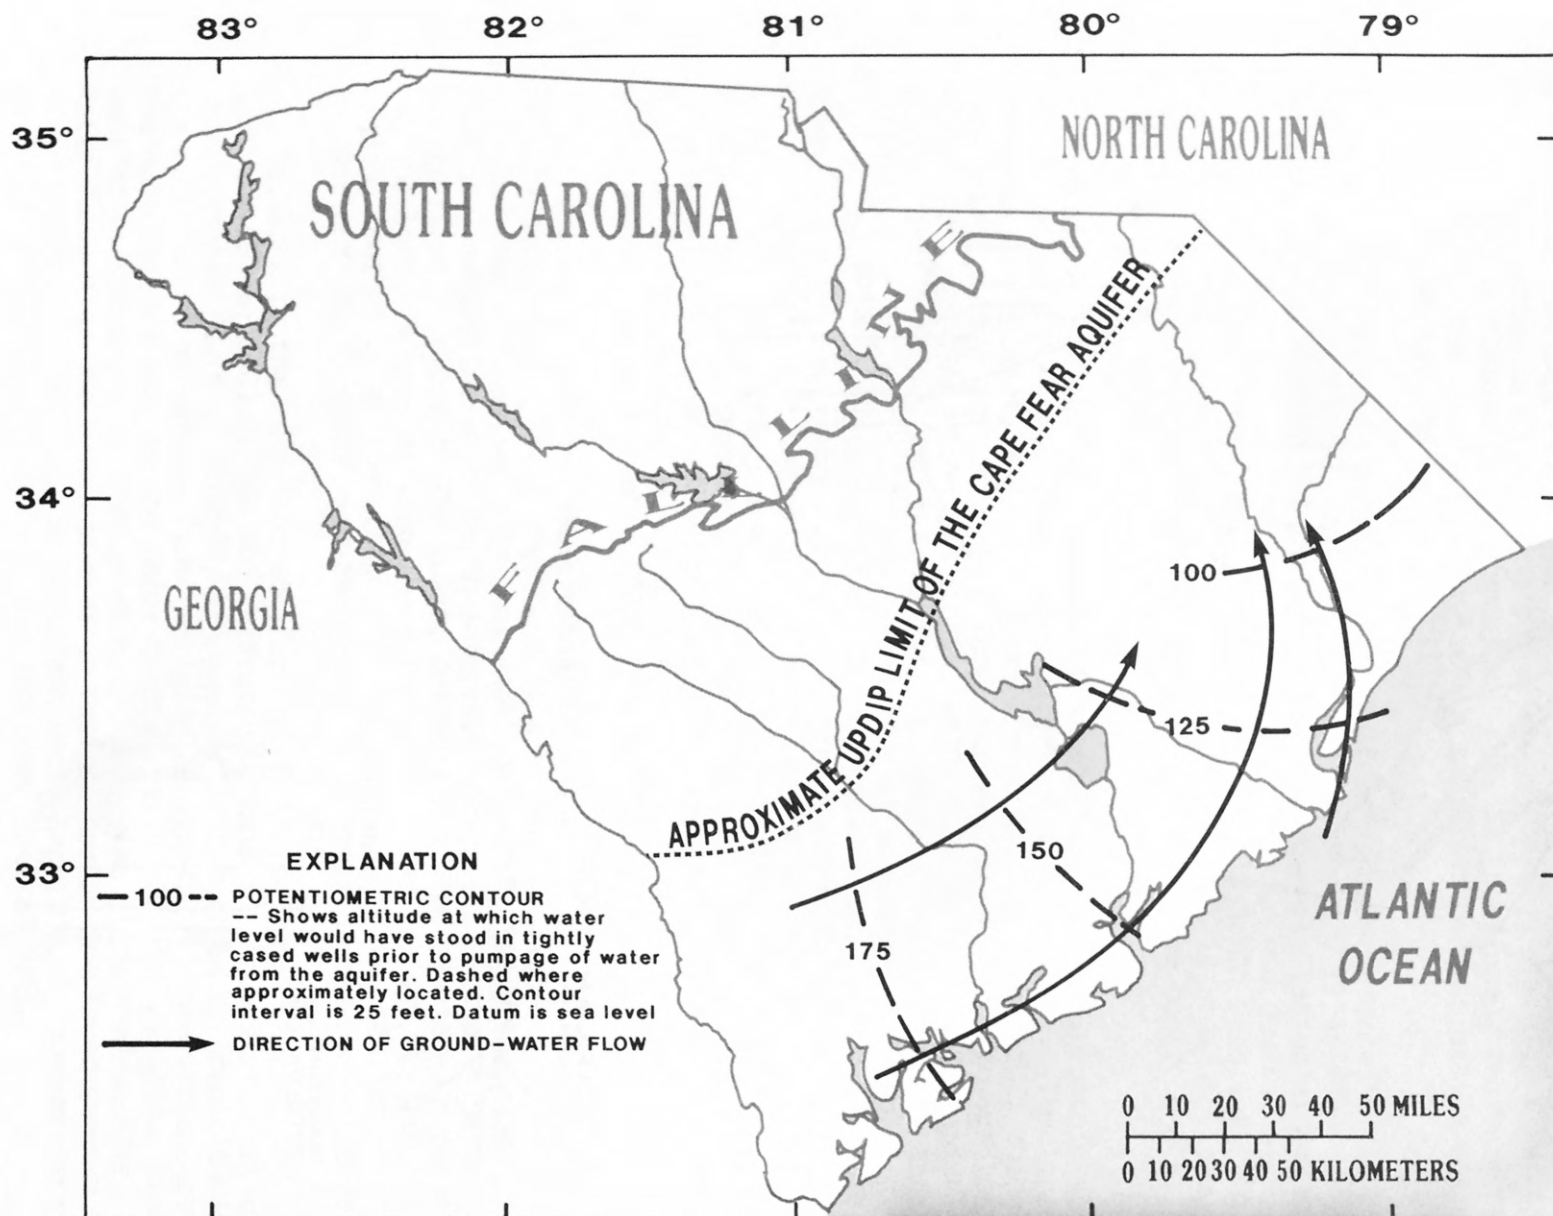 83° 82° 81° 80° 79°
35°
34°
33°
NORTH CAROLINA
SOUTH CAROLINA
GEORGIA
FALL LINE
APPROXIMATE UPDIP LIMIT OF THE CAPE FEAR AQUIFER
100
125
150
175
ATLANTIC
OCEAN
EXPLANATION
100 POTENTIOMETRIC CONTOUR
-- Shows altitude at which water
level would have stood in tightly
cased wells prior to pumpage of water
from the aquifer. Dashed where
approximately located. Contour
interval is 25 feet. Datum is sea level
DIRECTION OF GROUND-WATER FLOW
0 10 20 30 40 50 MILES
0 10 20 30 40 50 KILOMETERS